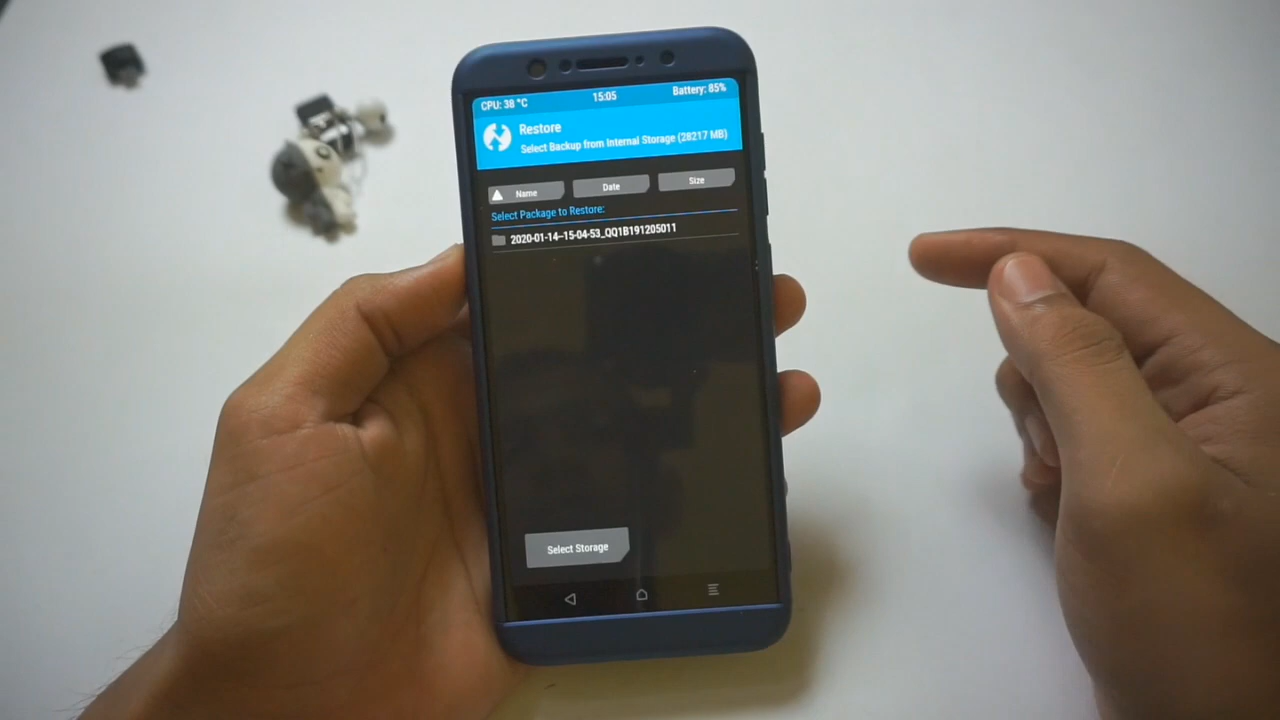 CPU: 38 °C 15:05 Battery: 85%
Restore
Select Backup from Internal Storage (28217 MB)
Name Date Size
Select Package to Restore:
2020-01-14--15-04-53_QQ1B191205011
Select Storage